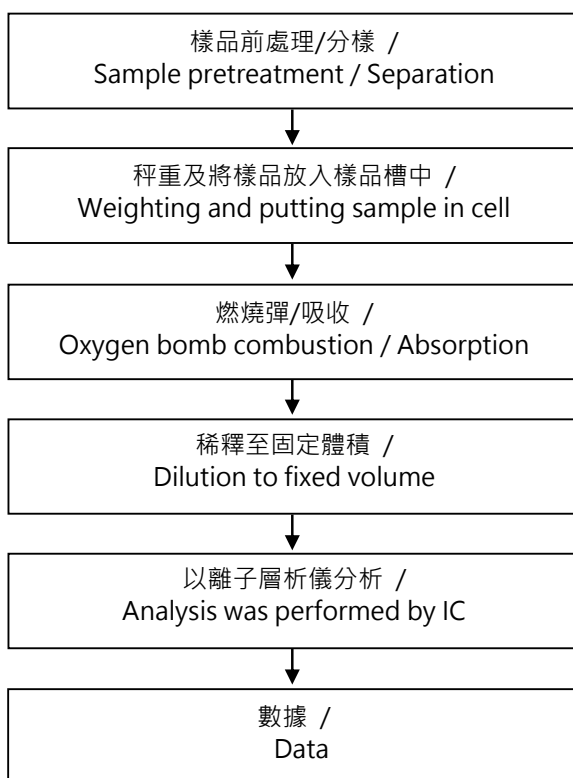 樣品前處理/分樣 /
Sample pretreatment / Separation
秤重及將樣品放入樣品槽中 /
Weighting and putting sample in cell
燃燒彈/吸收 /
Oxygen bomb combustion / Absorption
稀釋至固定體積 /
Dilution to fixed volume
以離子層析儀分析 /
Analysis was performed by IC
數據 /
Data